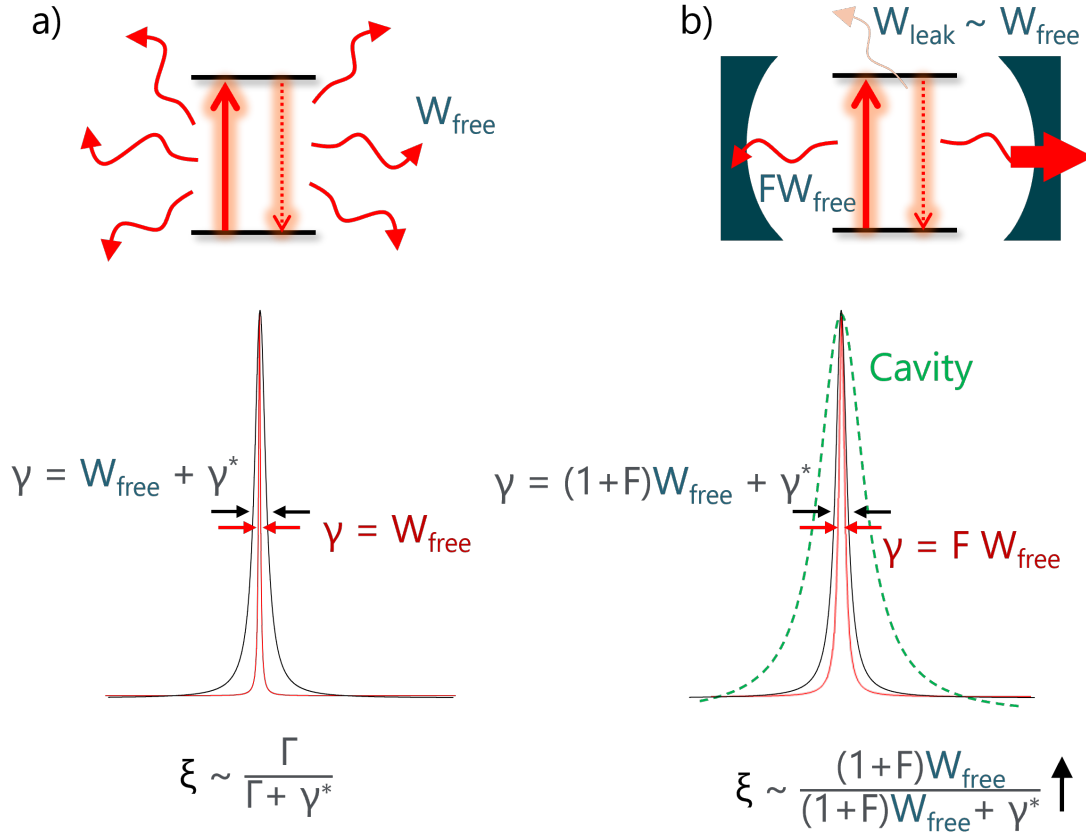 a)
W_free
b)
W_leak ~ W_free
FW_free
γ = W_free + γ*
γ = W_free
Cavity
γ = (1+F)W_free + γ*
γ = F W_free
ξ ~ Γ / (Γ + γ*)
ξ ~ (1+F)W_free / ((1+F)W_free + γ*)